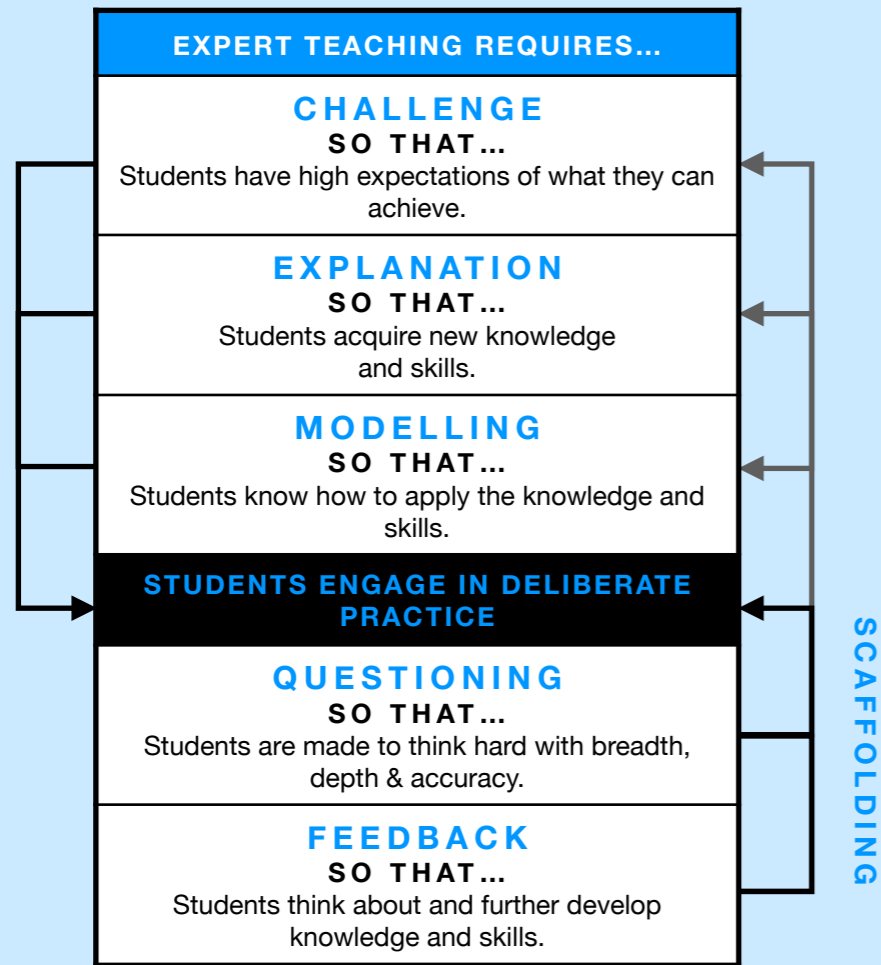 EXPERT TEACHING REQUIRES...
CHALLENGE
SO THAT...
Students have high expectations of what they can
achieve.
EXPLANATION
SO THAT...
Students acquire new knowledge
and skills.
MODELLING
SO THAT...
Students know how to apply the knowledge and
skills.
STUDENTS ENGAGE IN DELIBERATE
PRACTICE
QUESTIONING
SO THAT...
Students are made to think hard with breadth,
depth & accuracy.
FEEDBACK
SO THAT...
Students think about and further develop
knowledge and skills.
SCAFFOLDING